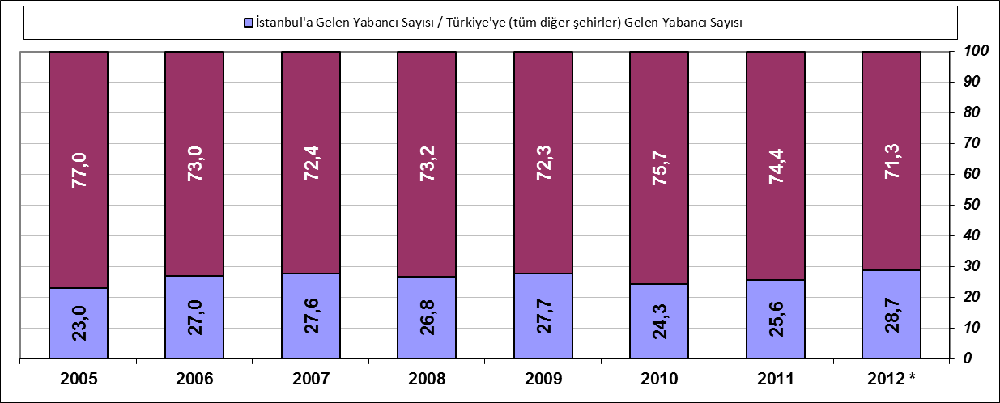 İstanbul'a Gelen Yabancı Sayısı / Türkiye'ye (tüm diğer şehirler) Gelen Yabancı Sayısı
100
90
80
70
60
50
40
30
20
10
0
77,0 73,0 72,4 73,2 72,3 75,7 74,4 71,3
23,0 27,0 27,6 26,8 27,7 24,3 25,6 28,7
2005 2006 2007 2008 2009 2010 2011 2012 *